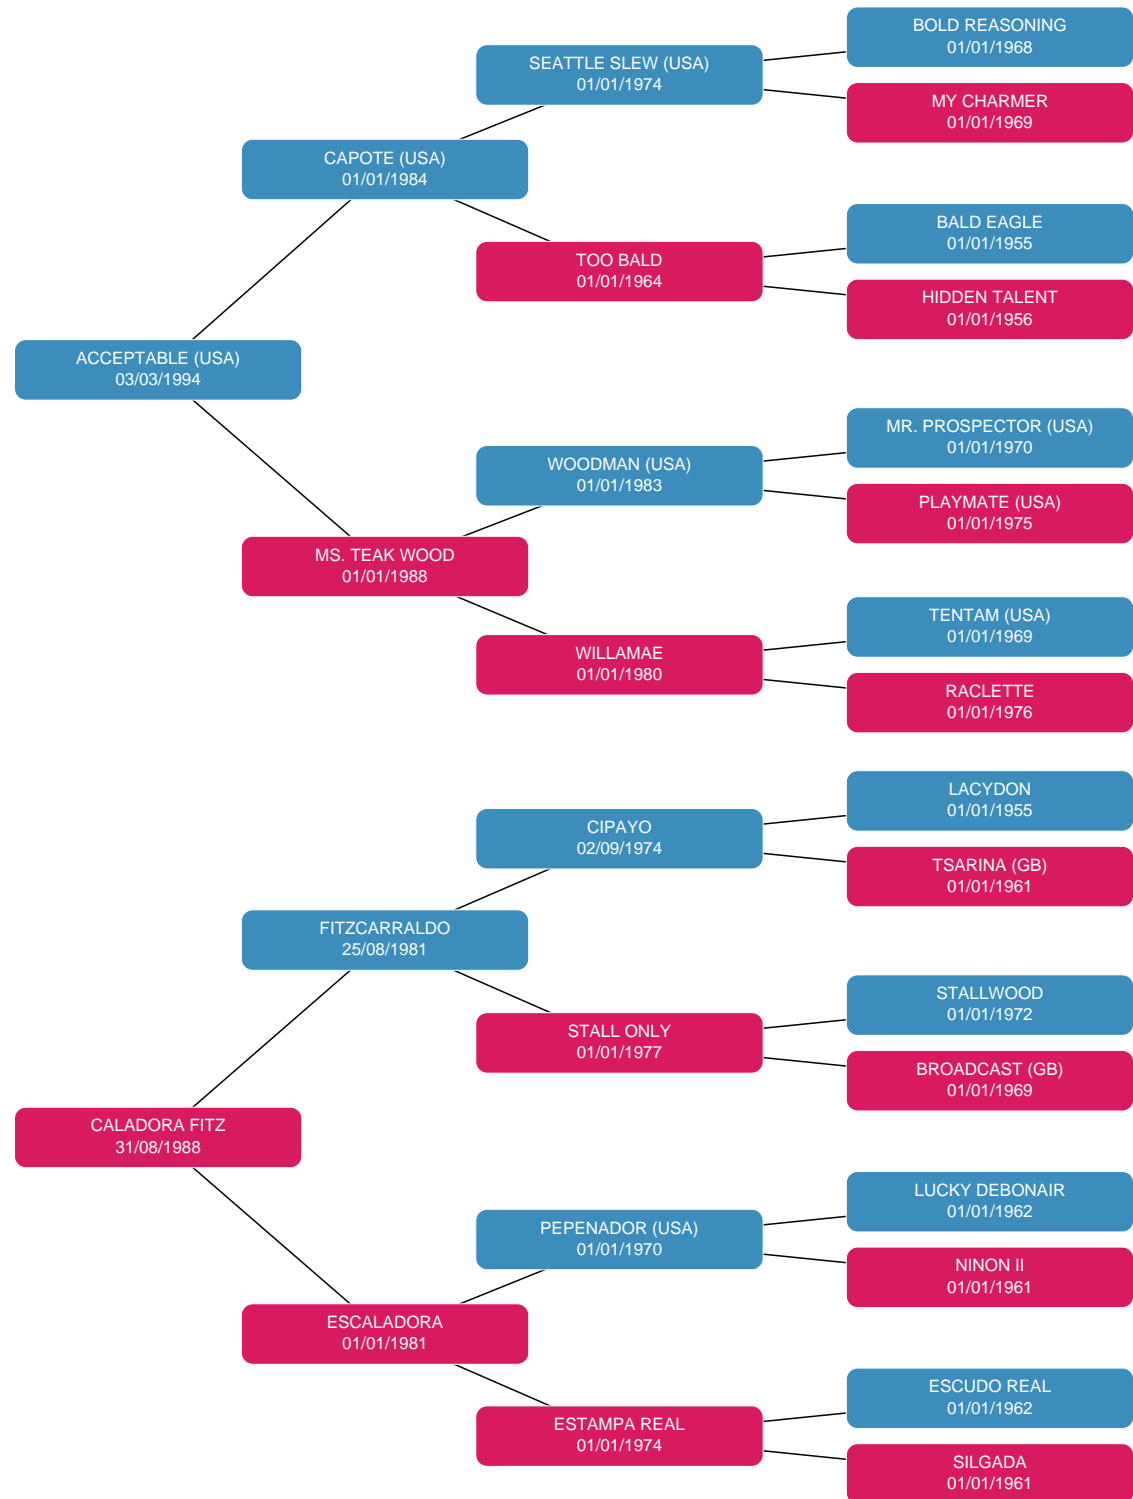 BOLD REASONING
01/01/1968
SEATTLE SLEW (USA)
01/01/1974
MY CHARMER
01/01/1969
CAPOTE (USA)
01/01/1984
BALD EAGLE
01/01/1955
TOO BALD
01/01/1964
HIDDEN TALENT
01/01/1956
ACCEPTABLE (USA)
03/03/1994
MR. PROSPECTOR (USA)
01/01/1970
WOODMAN (USA)
01/01/1983
PLAYMATE (USA)
01/01/1975
MS. TEAK WOOD
01/01/1988
TENTAM (USA)
01/01/1969
WILLAMAE
01/01/1980
RACLETTE
01/01/1976
LACYDON
01/01/1955
CIPAYO
02/09/1974
TSARINA (GB)
01/01/1961
FITZCARRALDO
25/08/1981
STALLWOOD
01/01/1972
STALL ONLY
01/01/1977
BROADCAST (GB)
01/01/1969
CALADORA FITZ
31/08/1988
LUCKY DEBONAIR
01/01/1962
PEPENADOR (USA)
01/01/1970
NINON II
01/01/1961
ESCALADORA
01/01/1981
ESCUDO REAL
01/01/1962
ESTAMPA REAL
01/01/1974
SILGADA
01/01/1961